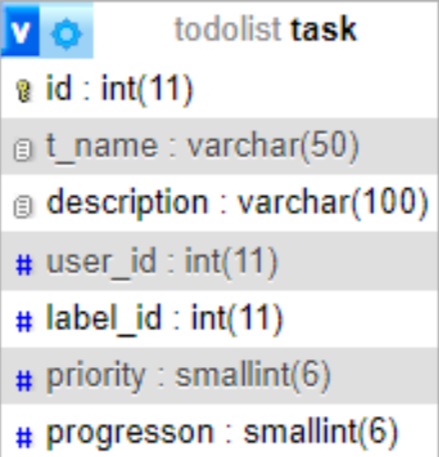 v todolist task
id : int(11)
t_name : varchar(50)
description : varchar(100)
# user_id : int(11)
# label_id : int(11)
# priority : smallint(6)
# progresson : smallint(6)